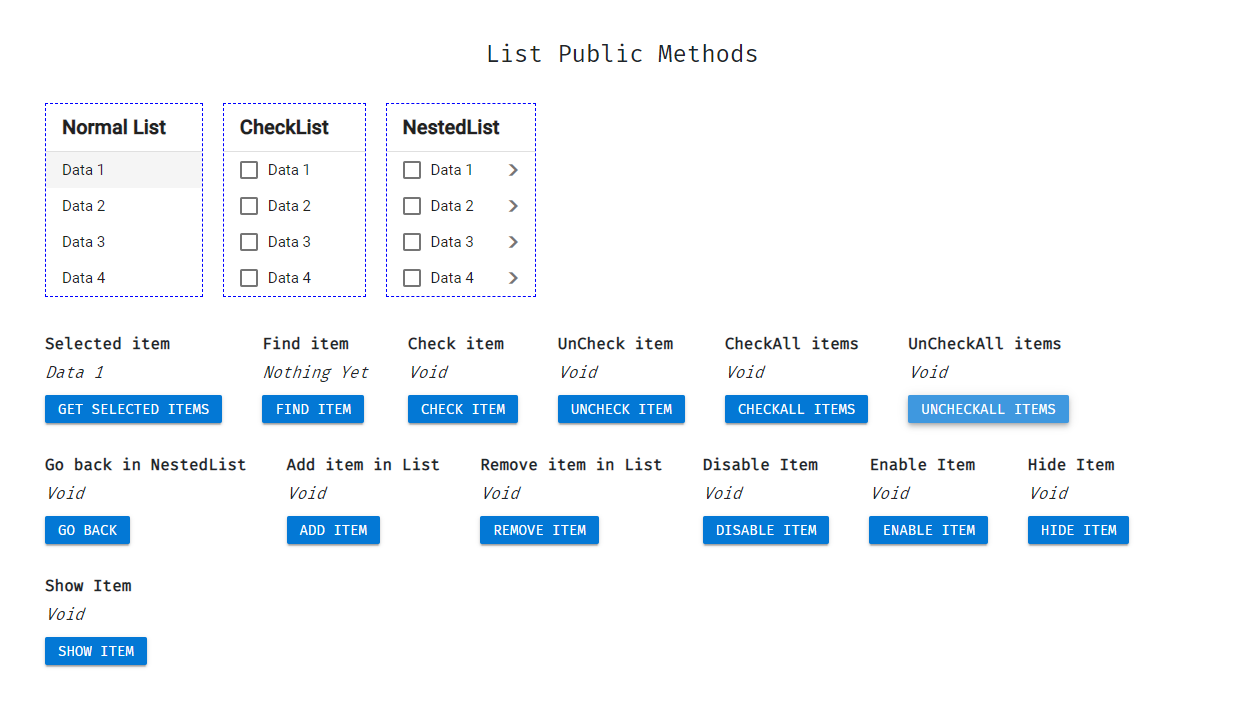 List Public Methods
Normal List
Data 1
Data 2
Data 3
Data 4
CheckList
Data 1
Data 2
Data 3
Data 4
NestedList
Data 1
Data 2
Data 3
Data 4
Selected item
Data 1
GET SELECTED ITEMS
Find item
Nothing Yet
FIND ITEM
Check item
Void
CHECK ITEM
UnCheck item
Void
UNCHECK ITEM
CheckAll items
Void
CHECKALL ITEMS
UnCheckAll items
Void
UNCHECKALL ITEMS
Go back in NestedList
Void
GO BACK
Add item in List
Void
ADD ITEM
Remove item in List
Void
REMOVE ITEM
Disable Item
Void
DISABLE ITEM
Enable Item
Void
ENABLE ITEM
Hide Item
Void
HIDE ITEM
Show Item
Void
SHOW ITEM